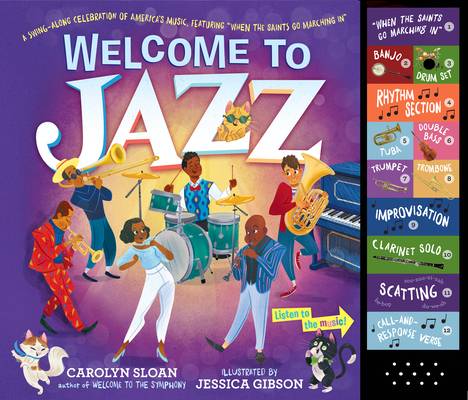 A SWING-ALONG CELEBRATION OF AMERICA'S MUSIC, FEATURING "WHEN THE SAINTS GO MARCHING IN"
WELCOME TO
JAZZ
Listen to the music!
CAROLYN SLOAN
author of WELCOME TO THE SYMPHONY
ILLUSTRATED BY
JESSICA GIBSON
"WHEN THE SAINTS
GO MARCHING IN" 1
BANJO 2
3
DRUM SET
RHYTHM
SECTION 4
5
TUBA
DOUBLE
BASS 6
TRUMPET
7
TROMBONE
8
IMPROVISATION
9
CLARINET SOLO 10
SCATTING 11
CALL-AND-
RESPONSE VERSE 12